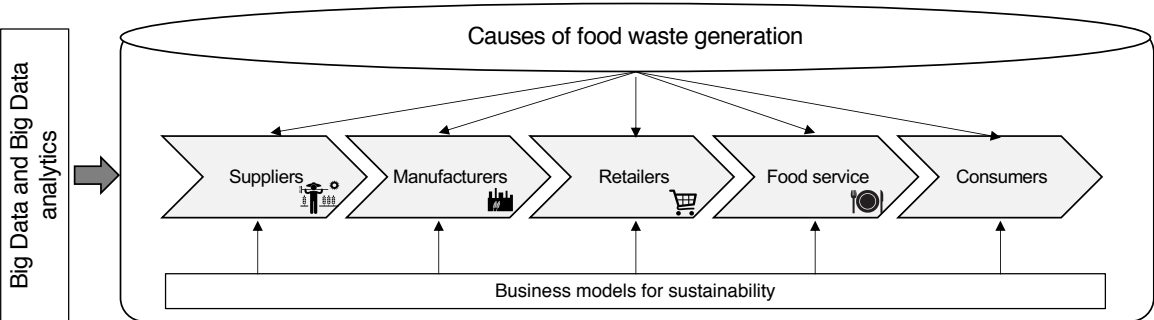 Big Data and Big Data
analytics
Causes of food waste generation
Suppliers
Manufacturers
Retailers
Food service
Consumers
Business models for sustainability